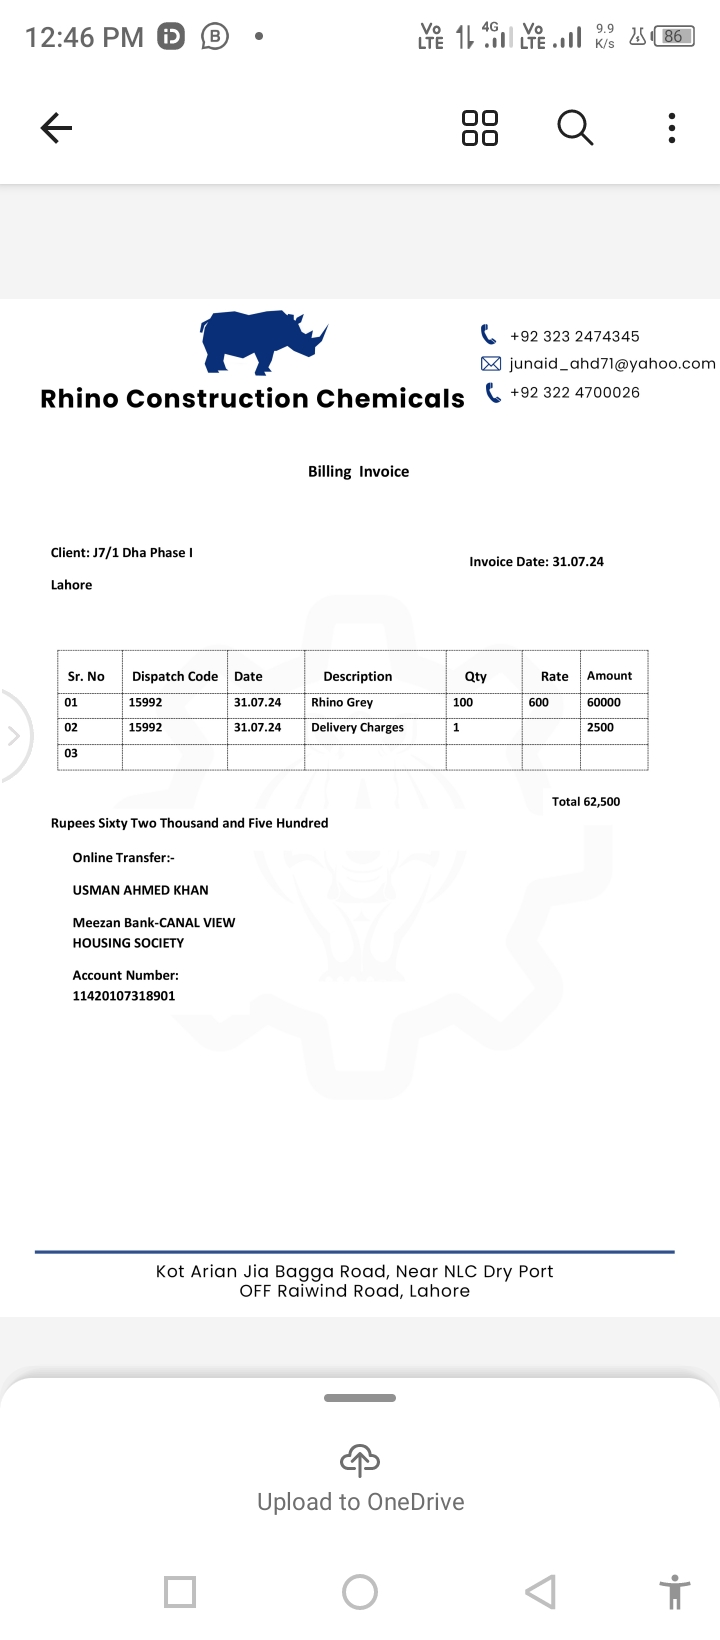 12:46 PM
Vo LTE 4G Vo LTE 9.9 K/s 86
Rhino Construction Chemicals
+92 323 2474345
junaid_ahd71@yahoo.com
+92 322 4700026
Billing Invoice
Client: J7/1 Dha Phase I
Invoice Date: 31.07.24
Lahore
Sr. No Dispatch Code Date Description Qty Rate Amount
01 15992 31.07.24 Rhino Grey 100 600 60000
02 15992 31.07.24 Delivery Charges 1 2500
03
Total 62,500
Rupees Sixty Two Thousand and Five Hundred
Online Transfer:-
USMAN AHMED KHAN
Meezan Bank-CANAL VIEW
HOUSING SOCIETY
Account Number:
11420107318901
Kot Arian Jia Bagga Road, Near NLC Dry Port
OFF Raiwind Road, Lahore
Upload to OneDrive